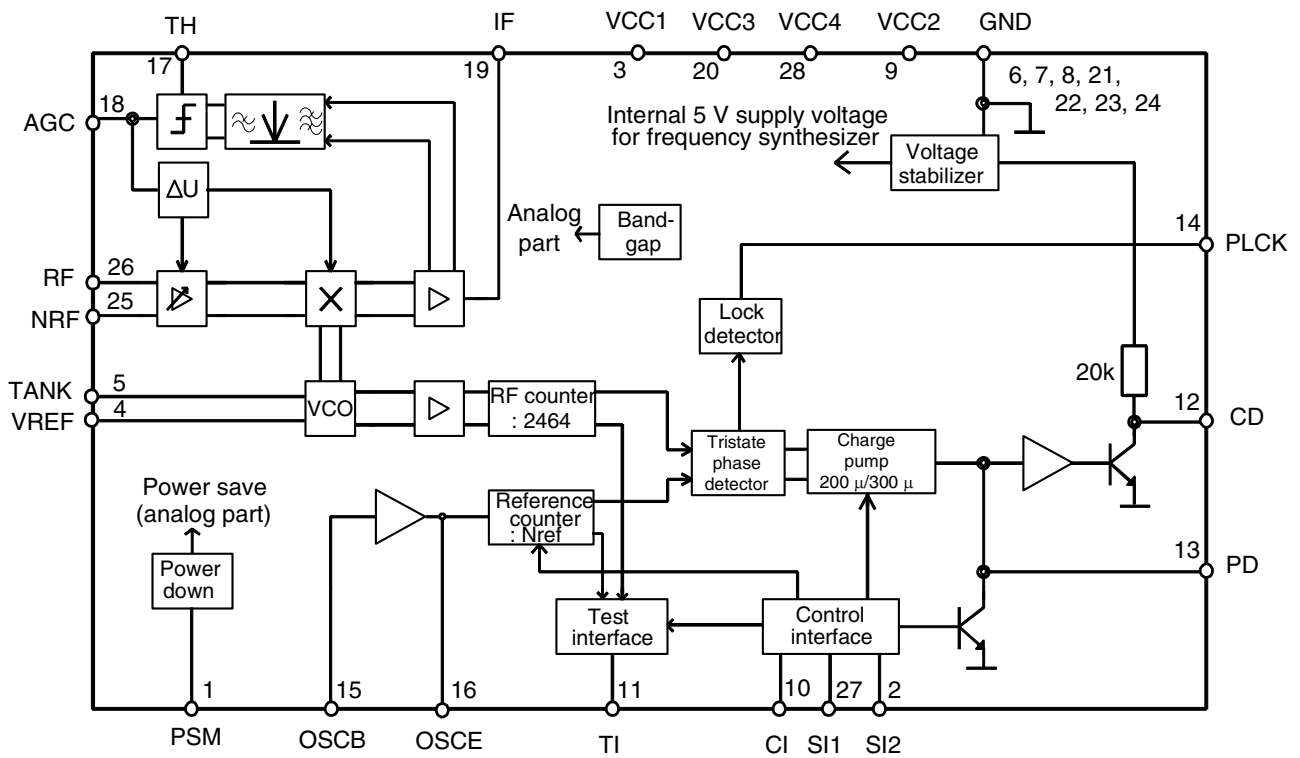 TH
IF
VCC1
VCC3
VCC4
VCC2
GND
17
19
3
20
28
9
6, 7, 8, 21,
22, 23, 24
AGC
18
Internal 5 V supply voltage
for frequency synthesizer
Voltage
stabilizer
ΔU
Analog
part
Band-
gap
14
PLCK
RF
26
NRF
25
Lock
detector
20k
TANK
5
VREF
4
VCO
RF counter
: 2464
12
CD
Tristate
phase
detector
Charge
pump
200 µ/300 µ
Power save
(analog part)
Reference
counter
: Nref
13
PD
Power
down
Test
interface
Control
interface
1
15
16
11
10
27
2
PSM
OSCB
OSCE
TI
CI
SI1
SI2